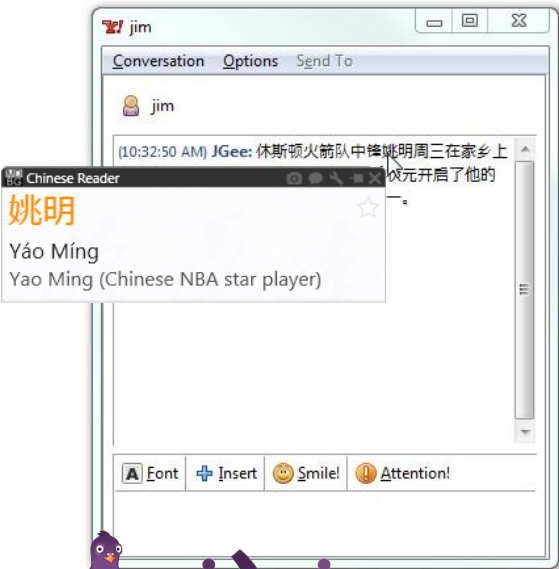 jim
Conversation Options Send To
jim
(10:32:50 AM) JGee: 休斯顿火箭队中锋姚明周三在家乡上
元开启了他的
一。
Chinese Reader
姚明
Yáo Míng
Yao Ming (Chinese NBA star player)
A Font Insert Smile! Attention!